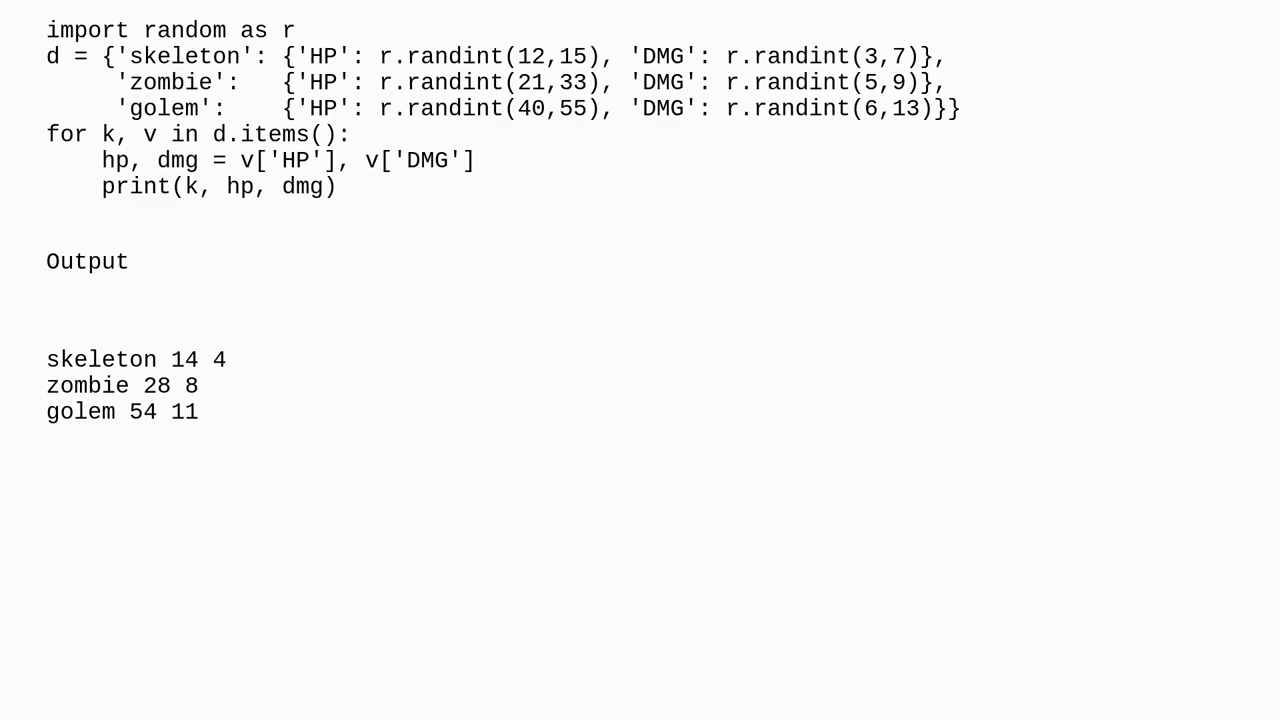 import random as r
d = {'skeleton': {'HP': r.randint(12,15), 'DMG': r.randint(3,7)},
     'zombie':   {'HP': r.randint(21,33), 'DMG': r.randint(5,9)},
     'golem':    {'HP': r.randint(40,55), 'DMG': r.randint(6,13)}}
for k, v in d.items():
    hp, dmg = v['HP'], v['DMG']
    print(k, hp, dmg)
Output
skeleton 14 4
zombie 28 8
golem 54 11